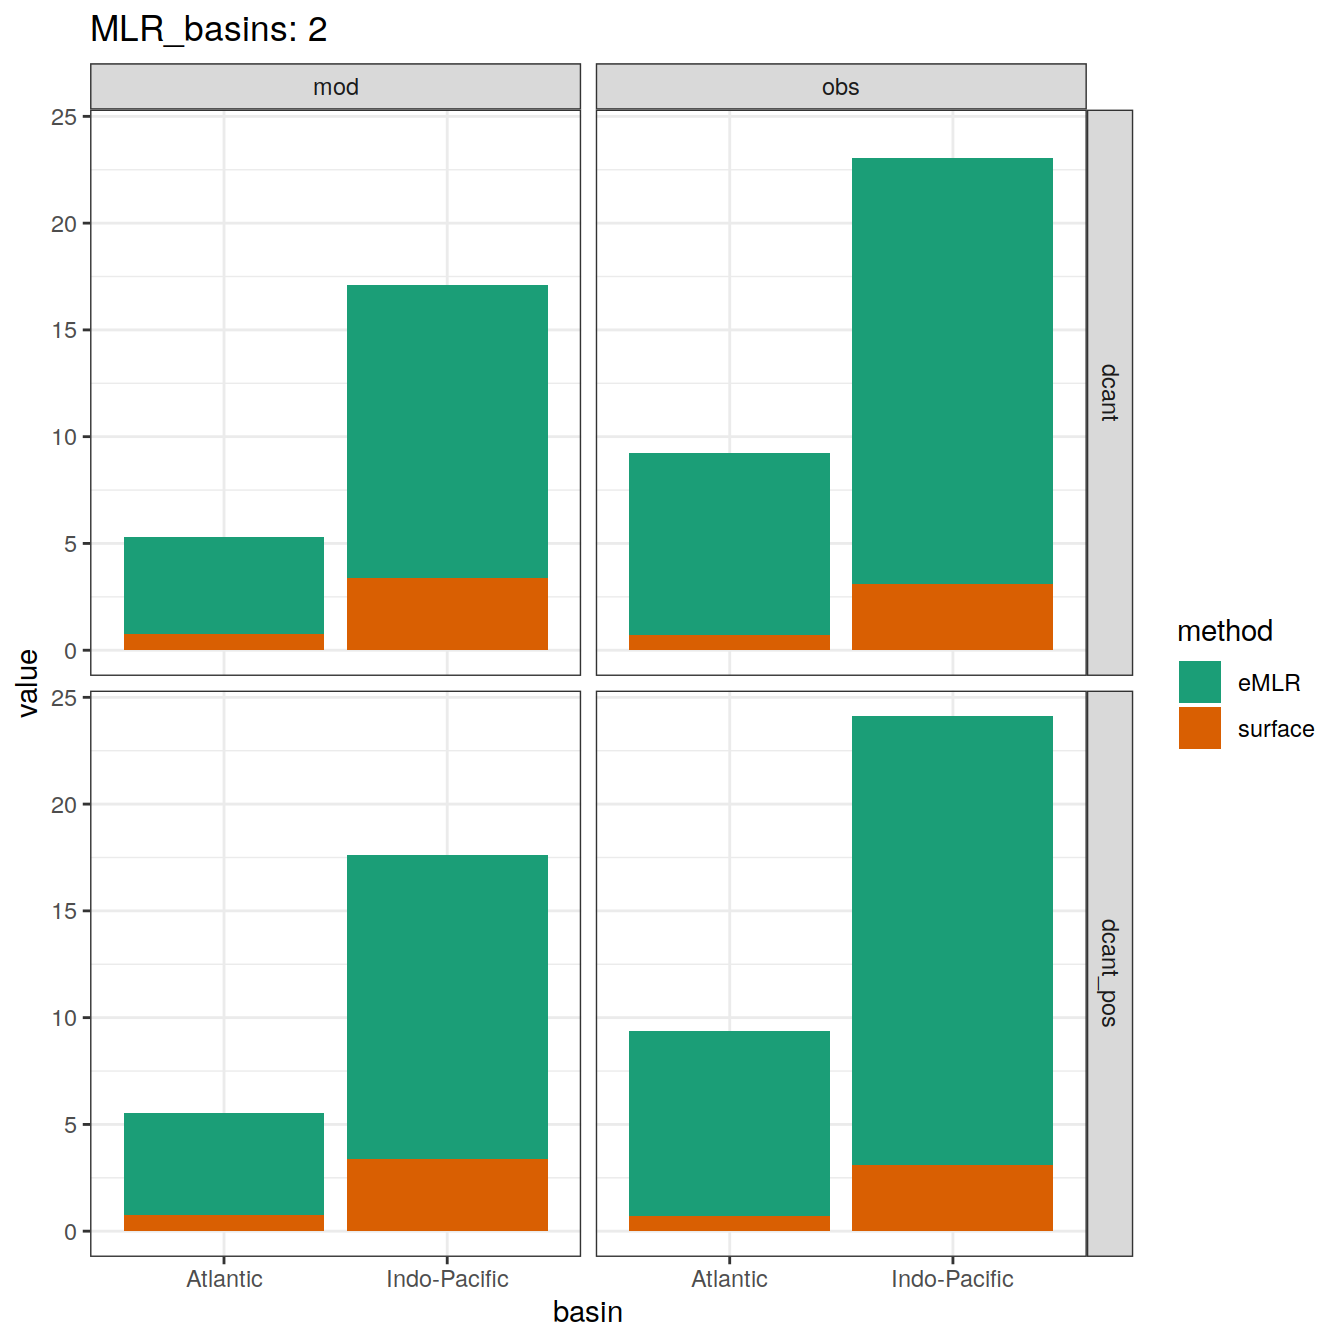 MLR_basins: 2
mod
obs
25
20
15
10
5
0
dcant
25
20
15
10
5
0
dcant_pos
value
Atlantic
Indo-Pacific
Atlantic
Indo-Pacific
basin
method
eMLR
surface